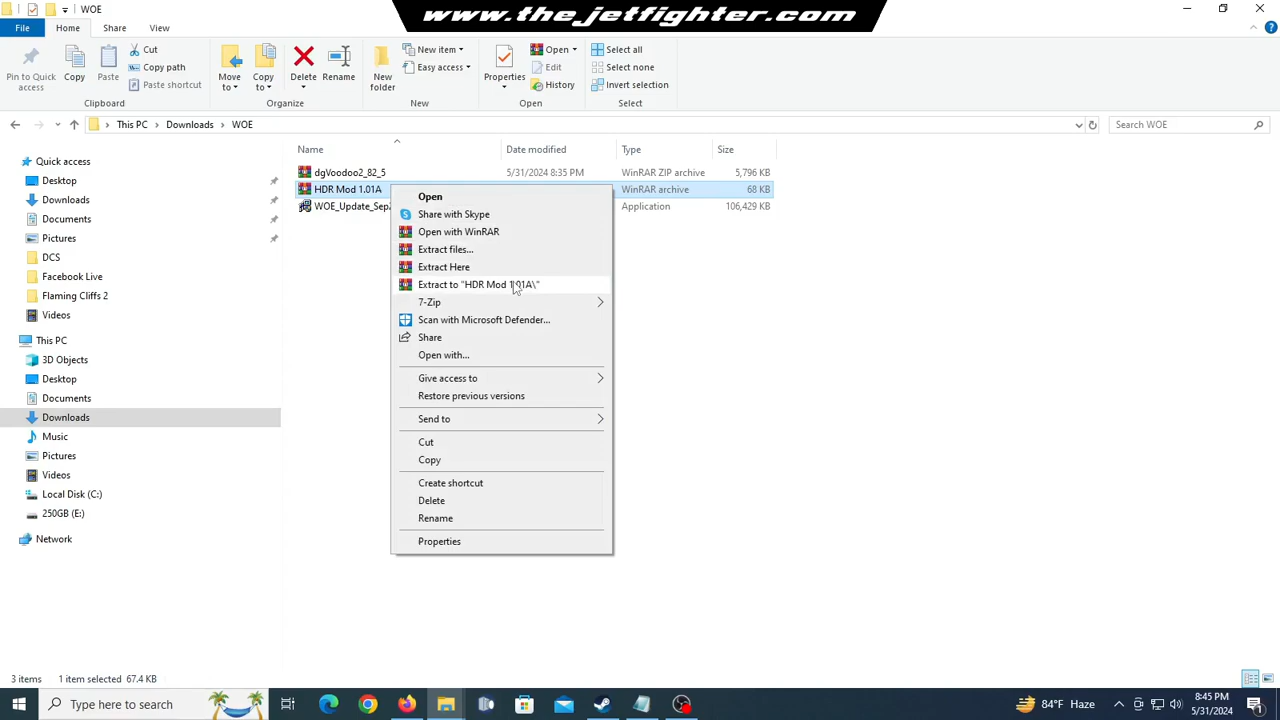 WOE
www.thejetfighter.com
File
Home
Share
View
Pin to Quick access
Copy
Paste
Cut
Copy path
Paste shortcut
Clipboard
Move to
Copy to
Delete
Rename
Organize
New folder
New item
Easy access
New
Properties
Open
Edit
History
Open
Select all
Select none
Invert selection
Select
This PC
Downloads
WOE
Search WOE
Name
Date modified
Type
Size
dgVoodoo2_82_5
5/31/2024 8:35 PM
WinRAR ZIP archive
5,796 KB
HDR Mod 1.01A
WinRAR archive
68 KB
Application
106,429 KB
Quick access
Desktop
Downloads
Documents
Pictures
DCS
Facebook Live
Flaming Cliffs 2
Videos
This PC
3D Objects
Desktop
Documents
Downloads
Music
Pictures
Videos
Local Disk (C:)
250GB (E:)
Network
Open
Share with Skype
Open with WinRAR
Extract files...
Extract Here
Extract to "HDR Mod 1.01A\"
7-Zip
Scan with Microsoft Defender...
Share
Open with...
Give access to
Restore previous versions
Send to
Cut
Copy
Create shortcut
Delete
Rename
Properties
3 items
1 item selected 67.4 KB
Type here to search
84°F Haze
8:45 PM
5/31/2024